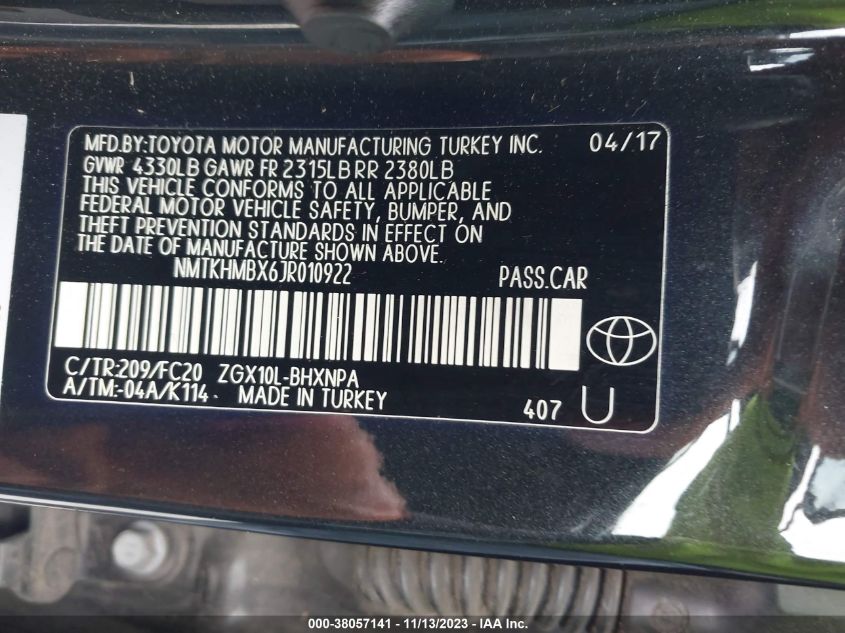 MFD.BY:TOYOTA MOTOR MANUFACTURING TURKEY INC. 04/17
GVWR 4330LB GAWR FR 2315LB RR 2380LB
THIS VEHICLE CONFORMS TO ALL APPLICABLE
FEDERAL MOTOR VEHICLE SAFETY, BUMPER, AND
THEFT PREVENTION STANDARDS IN EFFECT ON
THE DATE OF MANUFACTURE SHOWN ABOVE.
NMTKHMBX6JR010922 PASS.CAR
C/TR:209/FC20 ZGX10L-BHXNPA
A/TM:-04A/K114 MADE IN TURKEY 407 U
000-38057141 - 11/13/2023 - IAA Inc.